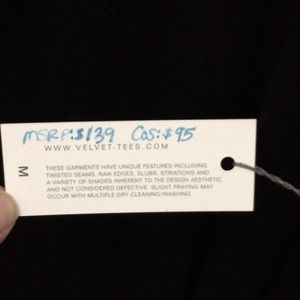 MSRP:$139 Cos:$95
WWW.VELVET-TEES.COM
M
THESE GARMENTS HAVE UNIQUE FEATURES INCLUDING
TWISTED SEAMS, RAW EDGES, SLUBS, STRIATIONS AND
A VARIETY OF SHADES INHERENT TO THE DESIGN AESTHETIC
AND NOT CONSIDERED DEFECTIVE. SLIGHT FRAYING MAY
OCCUR WITH MULTIPLE DRY CLEANING/WASHING.